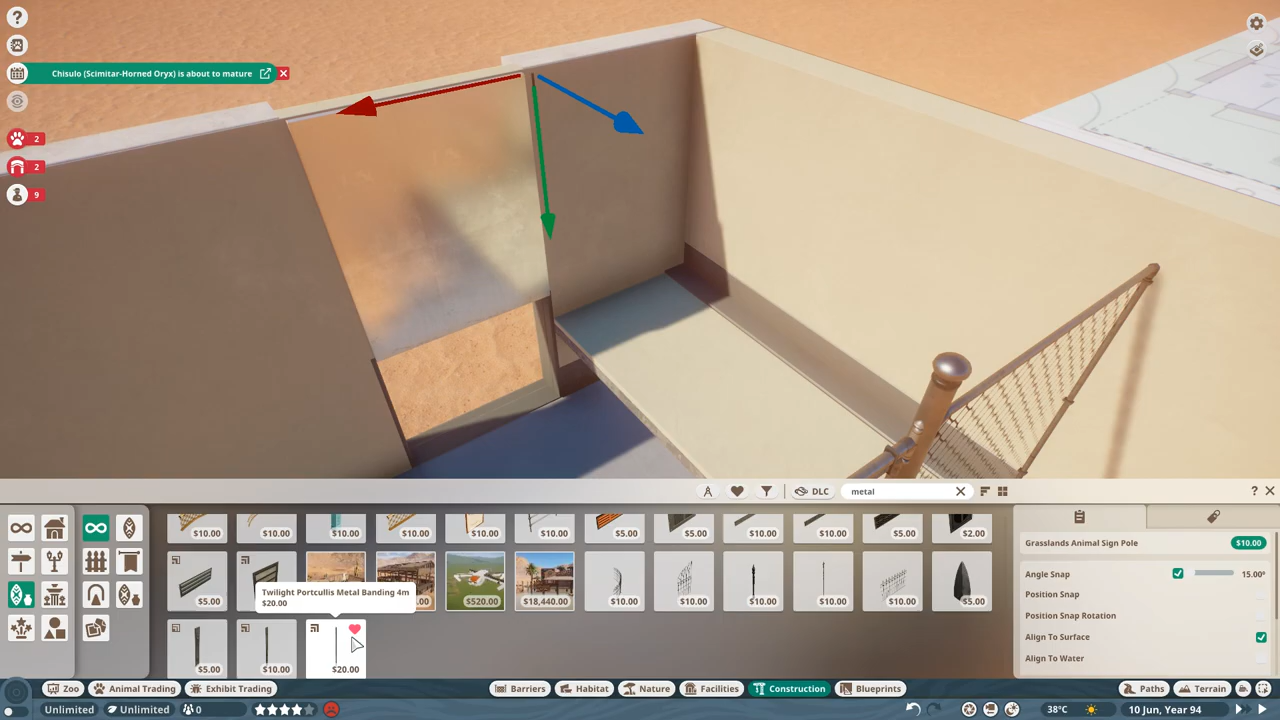 ?
Chisulo (Scimitar-Horned Oryx) is about to mature
2
2
9
DLC
metal
?
$10.00
$10.00
$10.00
$10.00
$10.00
$10.00
$5.00
$5.00
$10.00
$10.00
$5.00
$2.00
Grasslands Animal Sign Pole
$10.00
Angle Snap
15.00°
Position Snap
Position Snap Rotation
Align To Surface
Align To Water
$5.00
$520.00
$18,440.00
$10.00
$10.00
$10.00
$10.00
$10.00
$5.00
Twilight Portcullis Metal Banding 4m
$20.00
$5.00
$10.00
$20.00
Zoo
Animal Trading
Exhibit Trading
Barriers
Habitat
Nature
Facilities
Construction
Blueprints
Paths
Terrain
Unlimited
Unlimited
0
38°C
10 Jun, Year 94